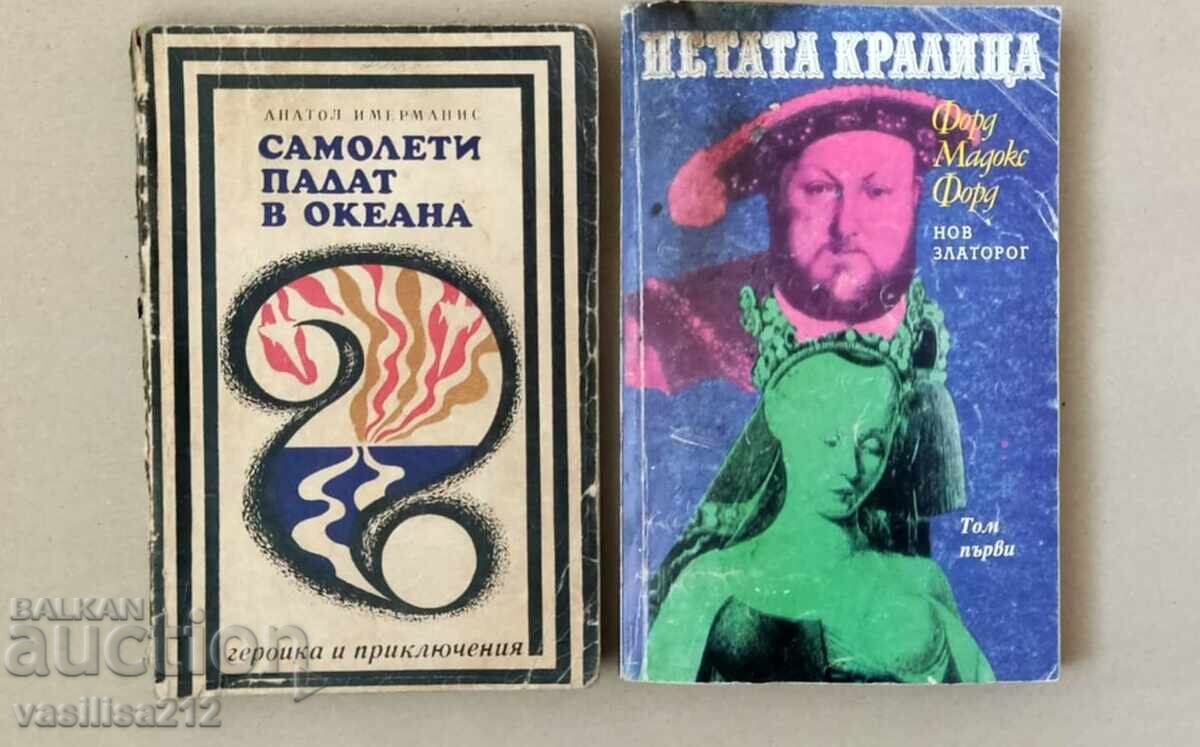 АНАТОЛ ИМЕРМАНИС
САМОЛЕТИ
ПАДАТ
В ОКЕАНА
героика и приключения
ПЕТАТА КРАЛИЦА
Форд
Мадокс
Форд
НОВ
ЗЛАТОРОГ
Том
първи
BALKAN
auction
vasilisa212